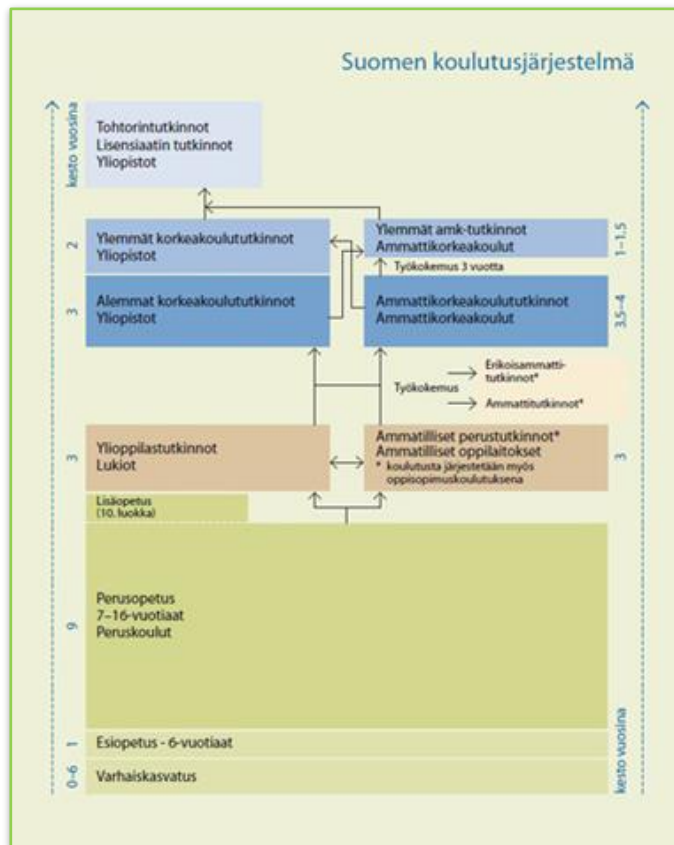 Suomen koulutusjärjestelmä
kesto vuosina
Tohtorintutkinnot
Lisensiaatin tutkinnot
Yliopistot
2
Ylemmät korkeakoulututkinnot
Yliopistot
Ylemmät amk-tutkinnot
Ammattikorkeakoulut
1–1,5
Työkokemus 3 vuotta
3
Alemmat korkeakoulututkinnot
Yliopistot
Ammattikorkeakoulututkinnot
Ammattikorkeakoulut
3,5–4
Työkokemus
Erikoisammatti-
tutkinnot*
Ammattitutkinnot*
3
Ylioppilastutkinnot
Lukiot
Ammatilliset perustutkinnot*
Ammatilliset oppilaitokset
* koulutusta järjestetään myös
oppisopimuskoulutuksena
3
Lisäopetus
(10. luokka)
9
Perusopetus
7–16-vuotiaat
Peruskoulut
1
Esiopetus - 6-vuotiaat
0–6
Varhaiskasvatus
kesto vuosina